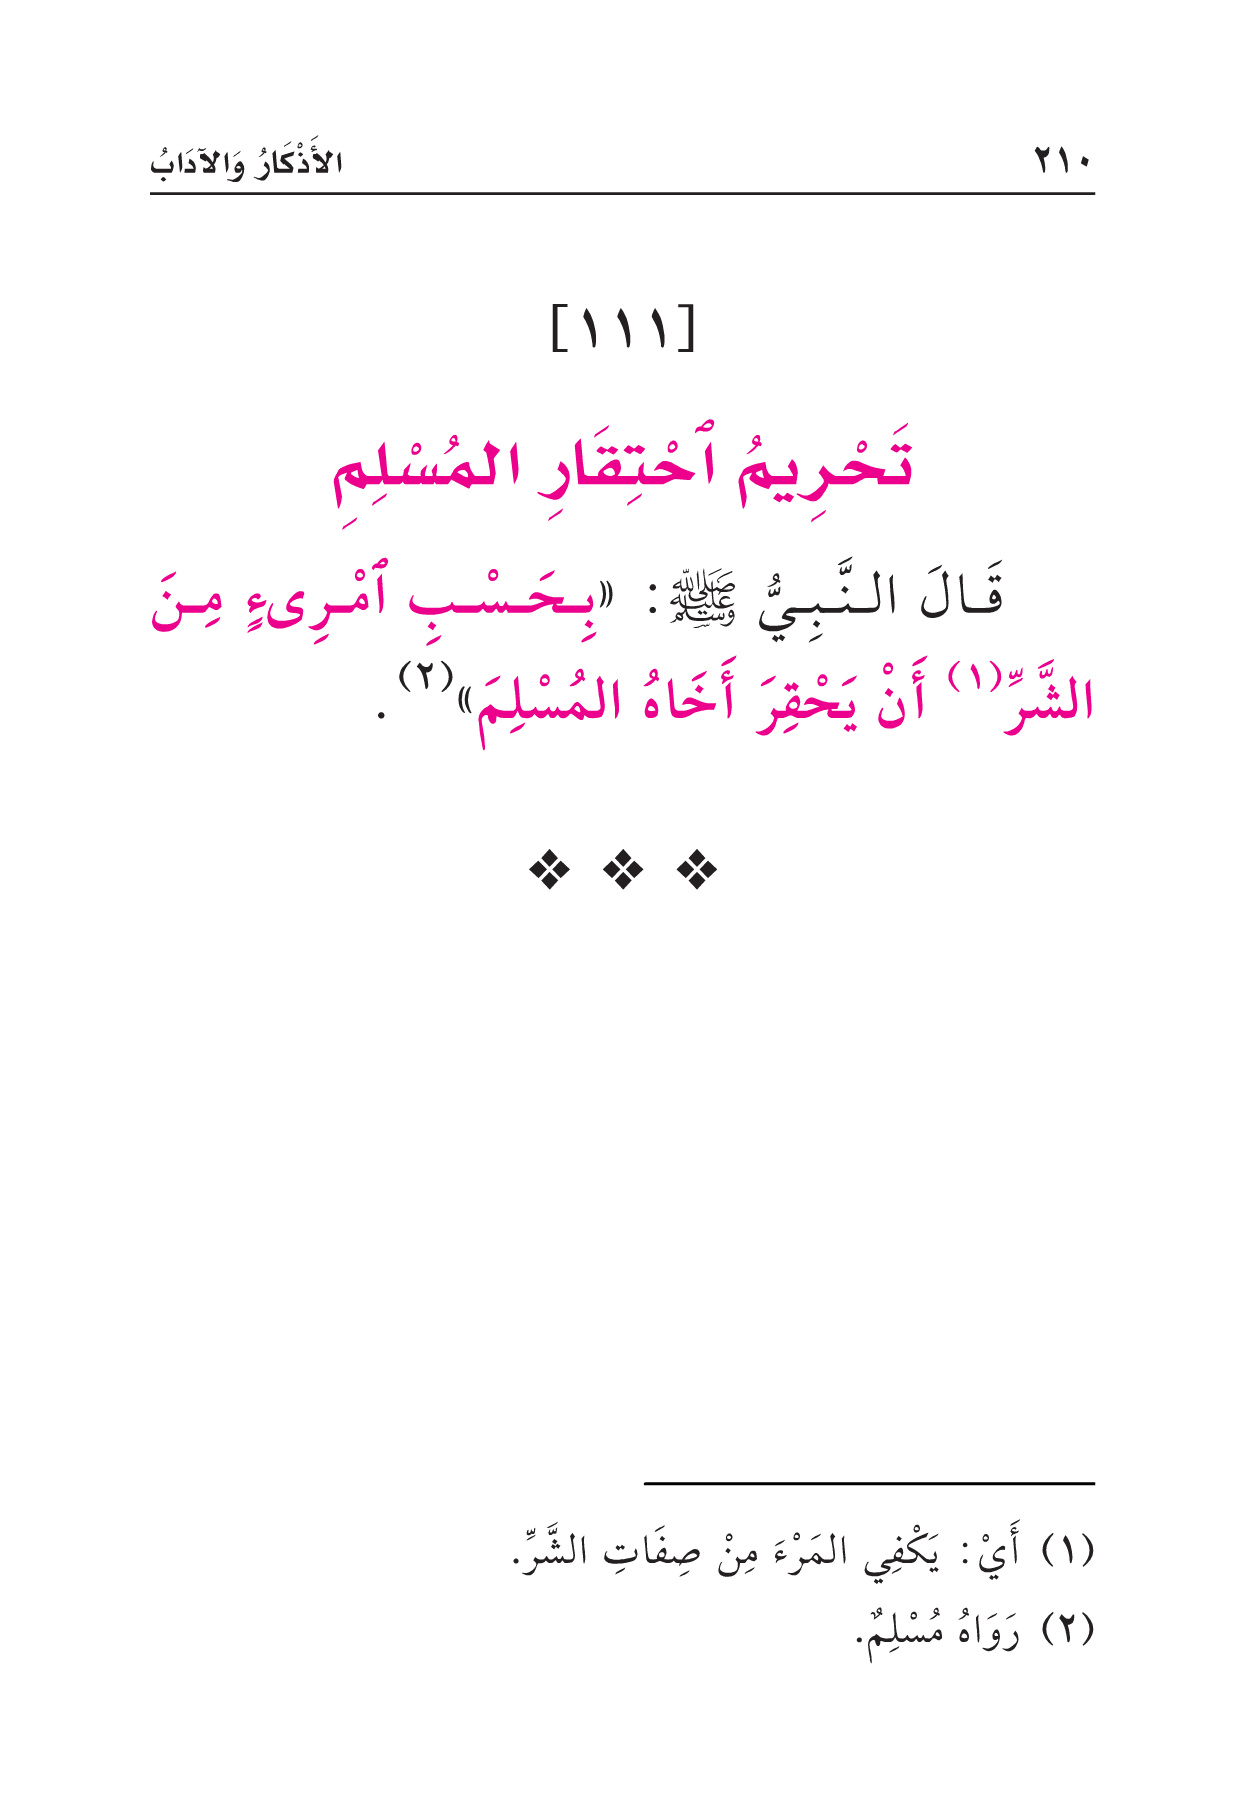 ٢١٠ الأَذْكَارُ وَالآدَابُ
[١١١]
تَحْرِيمُ ٱحْتِقَارِ المُسْلِمِ
قَالَ النَّبِيُّ ﷺ: «بِحَسْبِ ٱمْرِىءٍ مِنَ
الشَّرِّ(١) أَنْ يَحْقِرَ أَخَاهُ المُسْلِمَ»(٢).
(١) أَيْ: يَكْفِي المَرْءَ مِنْ صِفَاتِ الشَّرِّ.
(٢) رَوَاهُ مُسْلِمٌ.